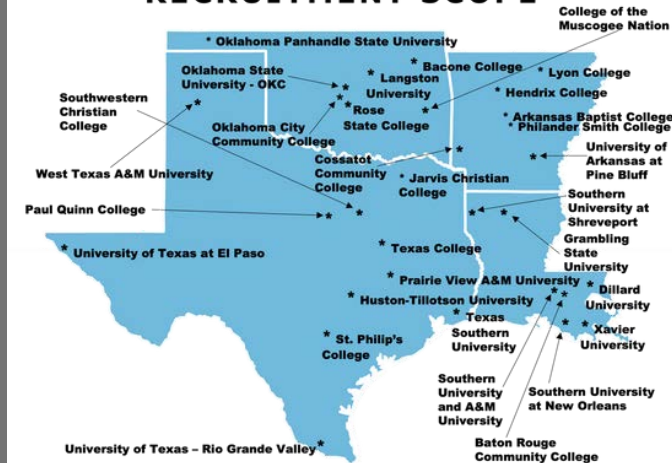 RECRUITMENT SCOPE
College of the
Muscogee Nation
Oklahoma Panhandle State University
Bacone College
Lyon College
Oklahoma State
University - OKC
Langston
University
Hendrix College
Southwestern
Christian
College
Rose
State College
Arkansas Baptist College
Philander Smith College
Oklahoma City
Community College
Cossatot
Community
College
University of
Arkansas at
Pine Bluff
West Texas A&M University
Jarvis Christian
College
Southern
University at
Shreveport
Paul Quinn College
Grambling
State
University
University of Texas at El Paso
Texas College
Prairie View A&M University
Dillard
University
Huston-Tillotson University
Texas
Southern
University
Xavier
University
St. Philip's
College
Southern
University
and A&M
University
Southern University
at New Orleans
Baton Rouge
Community College
University of Texas – Rio Grande Valley